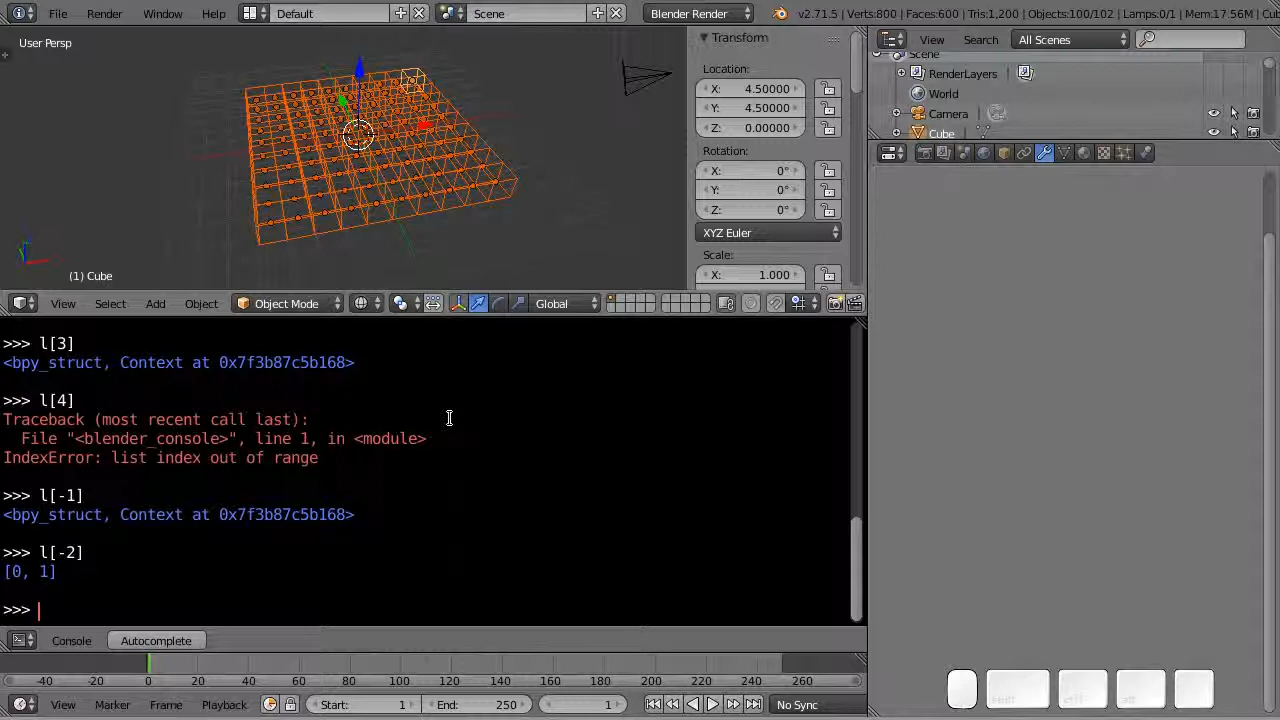 File Render Window Help Default Scene Blender Render v2.71.5 | Verts:800 | Faces:600 | Tris:1,200 | Objects:100/102 | Lamps:0/1 | Mem:17.56M |
User Persp
Transform
View Search All Scenes
Scene
Location:
RenderLayers
X: 4.50000
World
Y: 4.50000
Camera
Z: 0.00000
Cube
Rotation:
X: 0°
Y: 0°
Z: 0°
XYZ Euler
Scale:
X: 1.000
(1) Cube
View Select Add Object Object Mode Global
>>> l[3]
<bpy_struct, Context at 0x7f3b87c5b168>
>>> l[4]
Traceback (most recent call last):
File "<blender_console>", line 1, in <module>
IndexError: list index out of range
>>> l[-1]
<bpy_struct, Context at 0x7f3b87c5b168>
>>> l[-2]
[0, 1]
>>>
Console Autocomplete
-40 -20 0 20 40 60 80 100 120 140 160 180 200 220 240 260
View Marker Frame Playback Start: 1 End: 250 1 No Sync